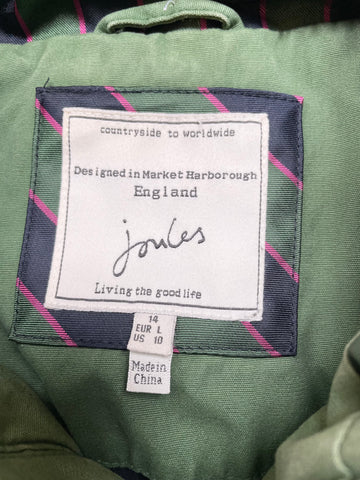 countryside to worldwide
Designed in Market Harborough
England
joules
Living the good life
14
EUR L
US 10
Made in
China